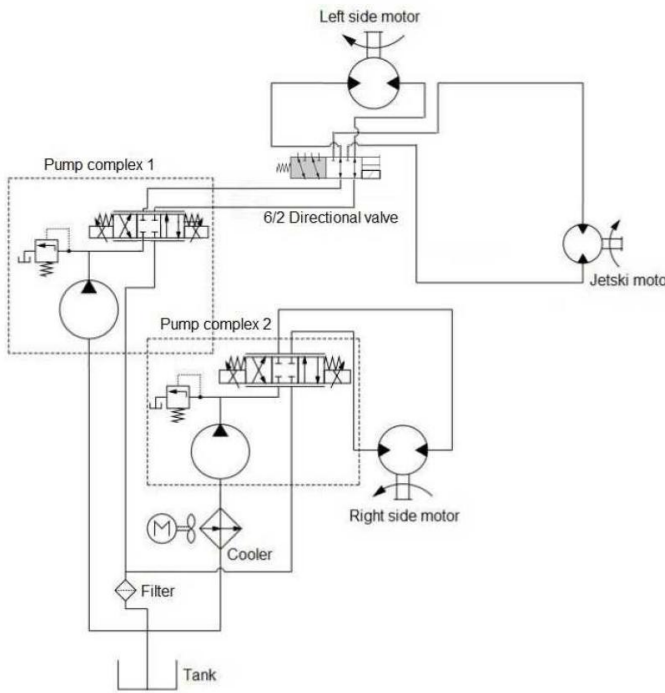 Left side motor
Pump complex 1
6/2 Directional valve
Jetski motor
Pump complex 2
Right side motor
M
Cooler
Filter
Tank